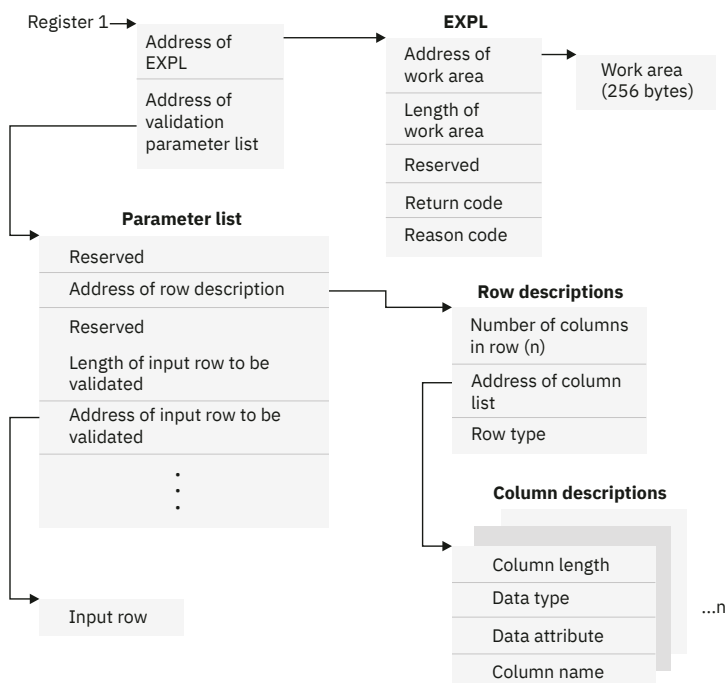 Register 1
Address of
EXPL
Address of
validation
parameter list
EXPL
Address of
work area
Length of
work area
Reserved
Return code
Reason code
Work area
(256 bytes)
Parameter list
Reserved
Address of row description
Reserved
Length of input row to be
validated
Address of input row to be
validated
.
.
.
Input row
Row descriptions
Number of columns
in row (n)
Address of column
list
Row type
Column descriptions
Column length
Data type
Data attribute
Column name
...n